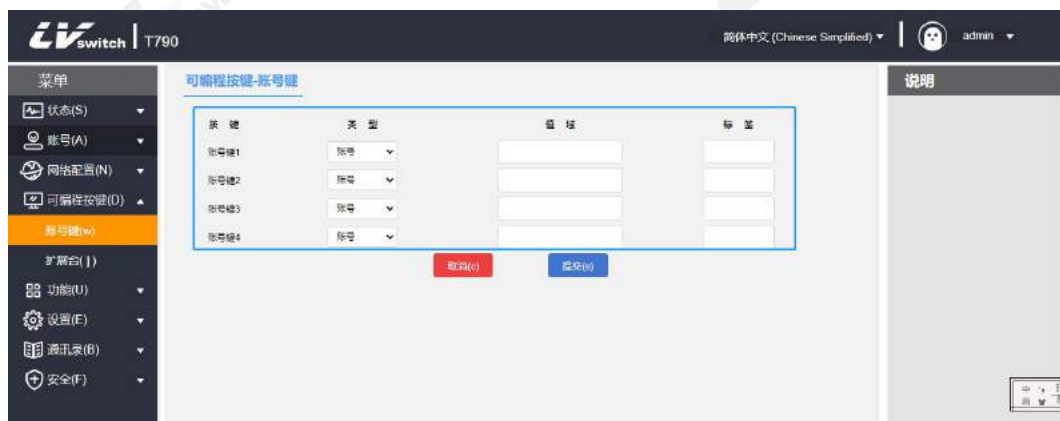 LVswitch | T790
简体中文 (Chinese Simplified)
admin
菜单
状态(S)
账号(A)
网络配置(N)
可编程按键(D)
账号键(w)
扩展台( ] )
功能(U)
设置(E)
通讯录(B)
安全(F)
可编程按键-账号键
按 键 类 型 值 域 标 签
账号键1 账号
账号键2 账号
账号键3 账号
账号键4 账号
取消(c) 提交(s)
说明
中
简